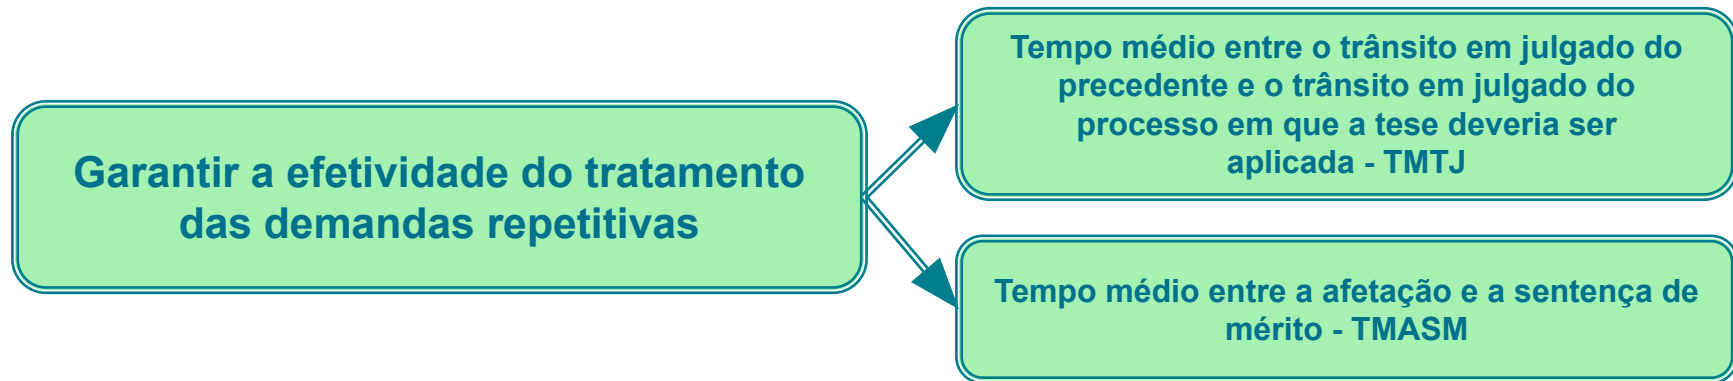 Garantir a efetividade do tratamento
das demandas repetitivas
Tempo médio entre o trânsito em julgado do
precedente e o trânsito em julgado do
processo em que a tese deveria ser
aplicada - TMTJ
Tempo médio entre a afetação e a sentença de
mérito - TMASM